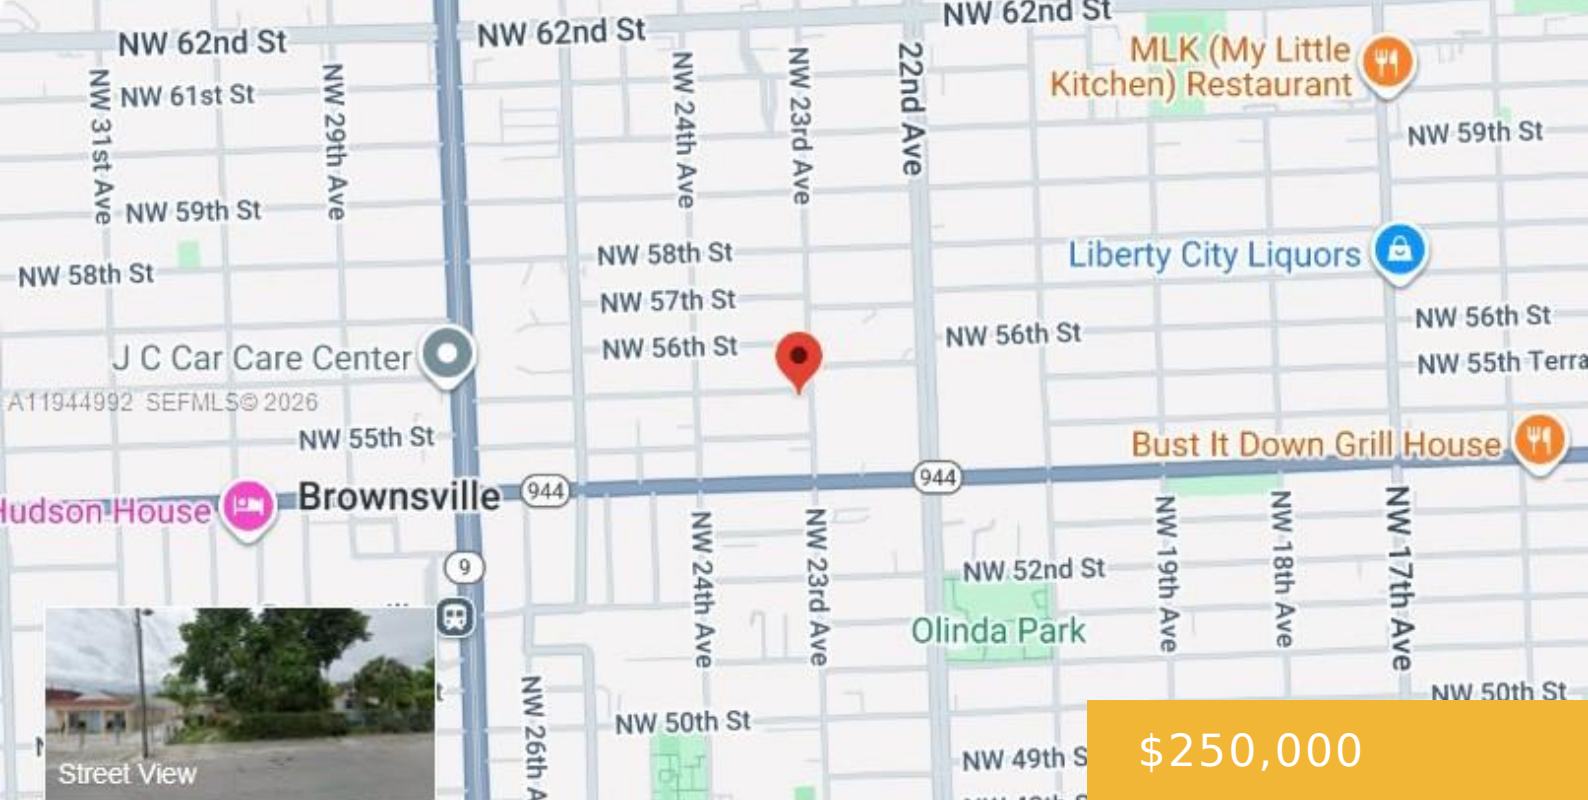 NW 62nd St
NW 62nd St
NW 62nd St
MLK (My Little
Kitchen) Restaurant
NW 31st Ave
NW 61st St
NW 29th Ave
NW 24th Ave
NW 23rd Ave
22nd Ave
NW 59th St
NW 59th St
NW 58th St
NW 58th St
Liberty City Liquors
NW 57th St
NW 56th St
NW 56th St
NW 56th St
J C Car Care Center
NW 55th Terra
A11944992 SEFMLS© 2026
NW 55th St
Bust It Down Grill House
Hudson House
Brownsville
944
944
NW 24th Ave
NW 23rd Ave
NW 19th Ave
NW 18th Ave
NW 17th Ave
9
NW 52nd St
Olinda Park
NW 26th A
NW 50th St
NW 50th St
NW 49th S
Street View
$250,000